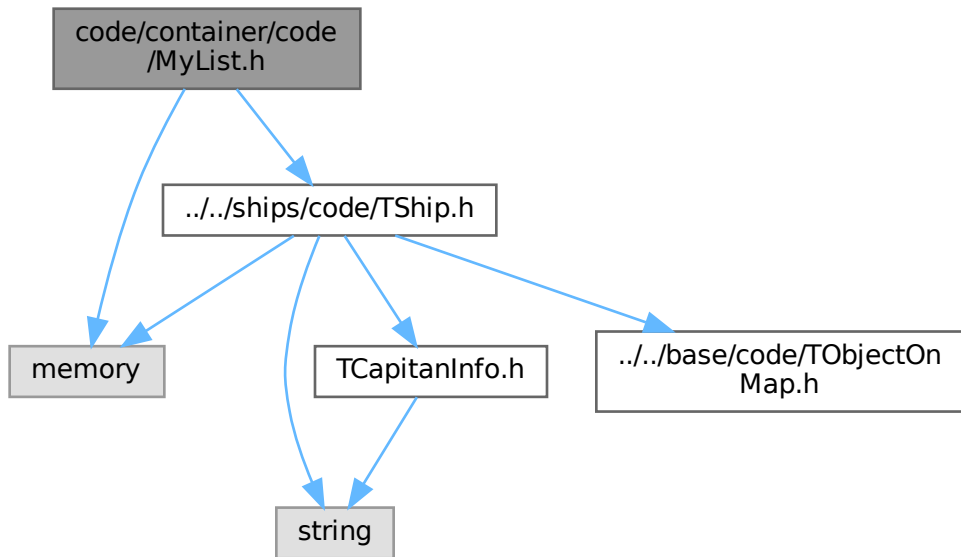 code/container/code
/MyList.h
../../ships/code/TShip.h
memory
TCapitanInfo.h
../../base/code/TObjectOn
Map.h
string